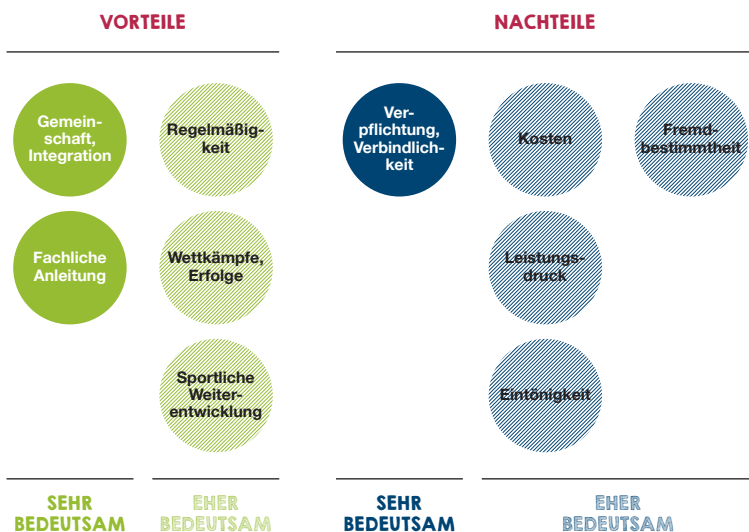 VORTEILE
NACHTEILE
Gemein-
schaft,
Integration
Regelmäßig-
keit
Ver-
pflichtung,
Verbindlich-
keit
Kosten
Fremd-
bestimmtheit
Fachliche
Anleitung
Wettkämpfe,
Erfolge
Leistungs-
druck
Sportliche
Weiter-
entwicklung
Eintönigkeit
SEHR
BEDEUTSAM
EHER
BEDEUTSAM
SEHR
BEDEUTSAM
EHER
BEDEUTSAM